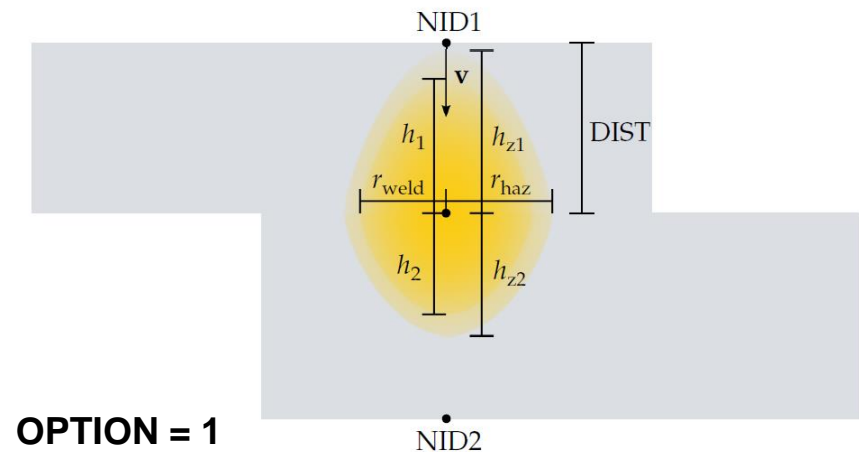 NID1
v
h1
hz1
DIST
rweld
rhaz
h2
hz2
OPTION = 1
NID2